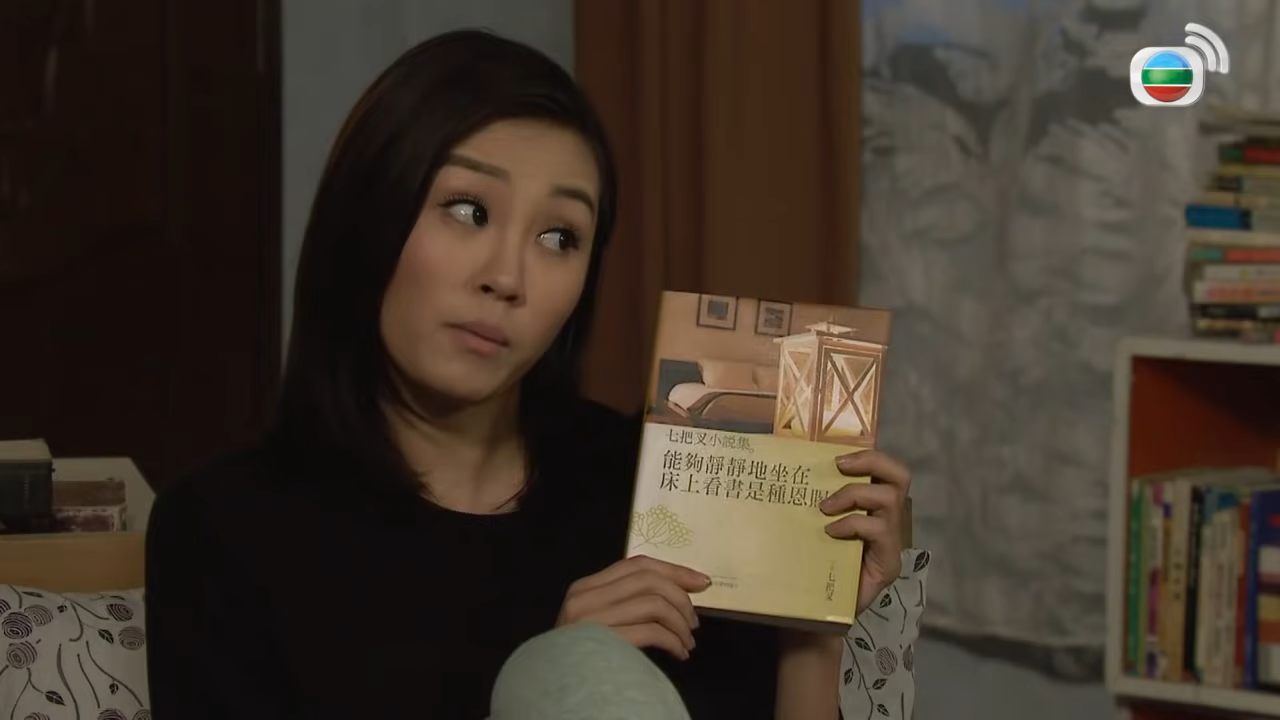 七把叉小說集。
能夠靜靜地坐在
床上看書是種恩賜
七把叉